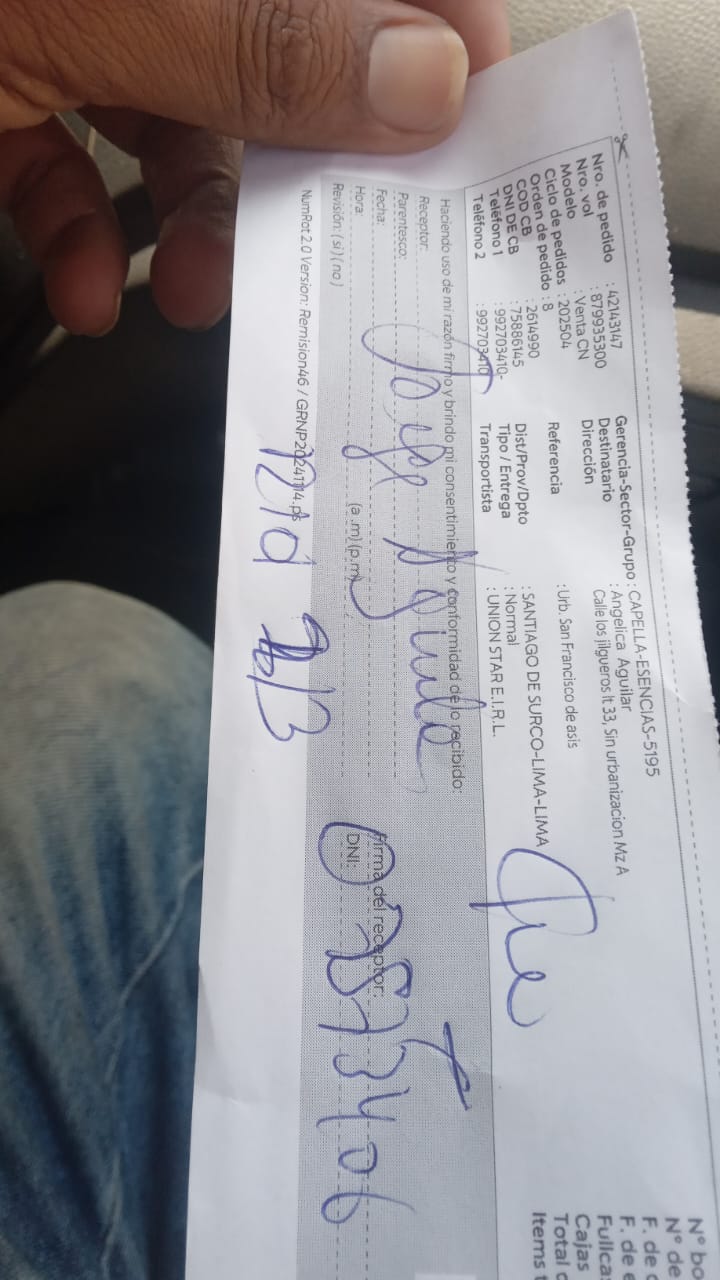 Nro. de pedido : 42143147
Nro. vol : 879935300
Modelo : Venta CN
Ciclo de pedidos : 202504
Orden de pedido : 8
COD CB : 2614990
DNI DE CB : 75886145
Teléfono 1 : 992703410-
Teléfono 2 : 992703410
Gerencia-Sector-Grupo : CAPELLA-ESENCIAS-5195
Destinatario : Angelica Aguilar
Dirección : Calle los jilgueros lt 33, Sin urbanizacion Mz A
Referencia : Urb. San Francisco de asis
Dist/Prov/Dpto : SANTIAGO DE SURCO-LIMA-LIMA
Tipo / Entrega : Normal
Transportista : UNION STAR E.I.R.L.
Haciendo uso de mi razón firmo y brindo mi consentimiento y conformidad de lo recibido:
Receptor:
Parentesco:
Fecha:
Hora: (a .m) (p.m)
Revisión: ( si ) ( no )
Jorge
Firma del receptor:
DNI:
NumRot 2.0 Version: Remision46 / GRNP20241114.ps
N° de
F. de
F. de
Cajas
Total
Items